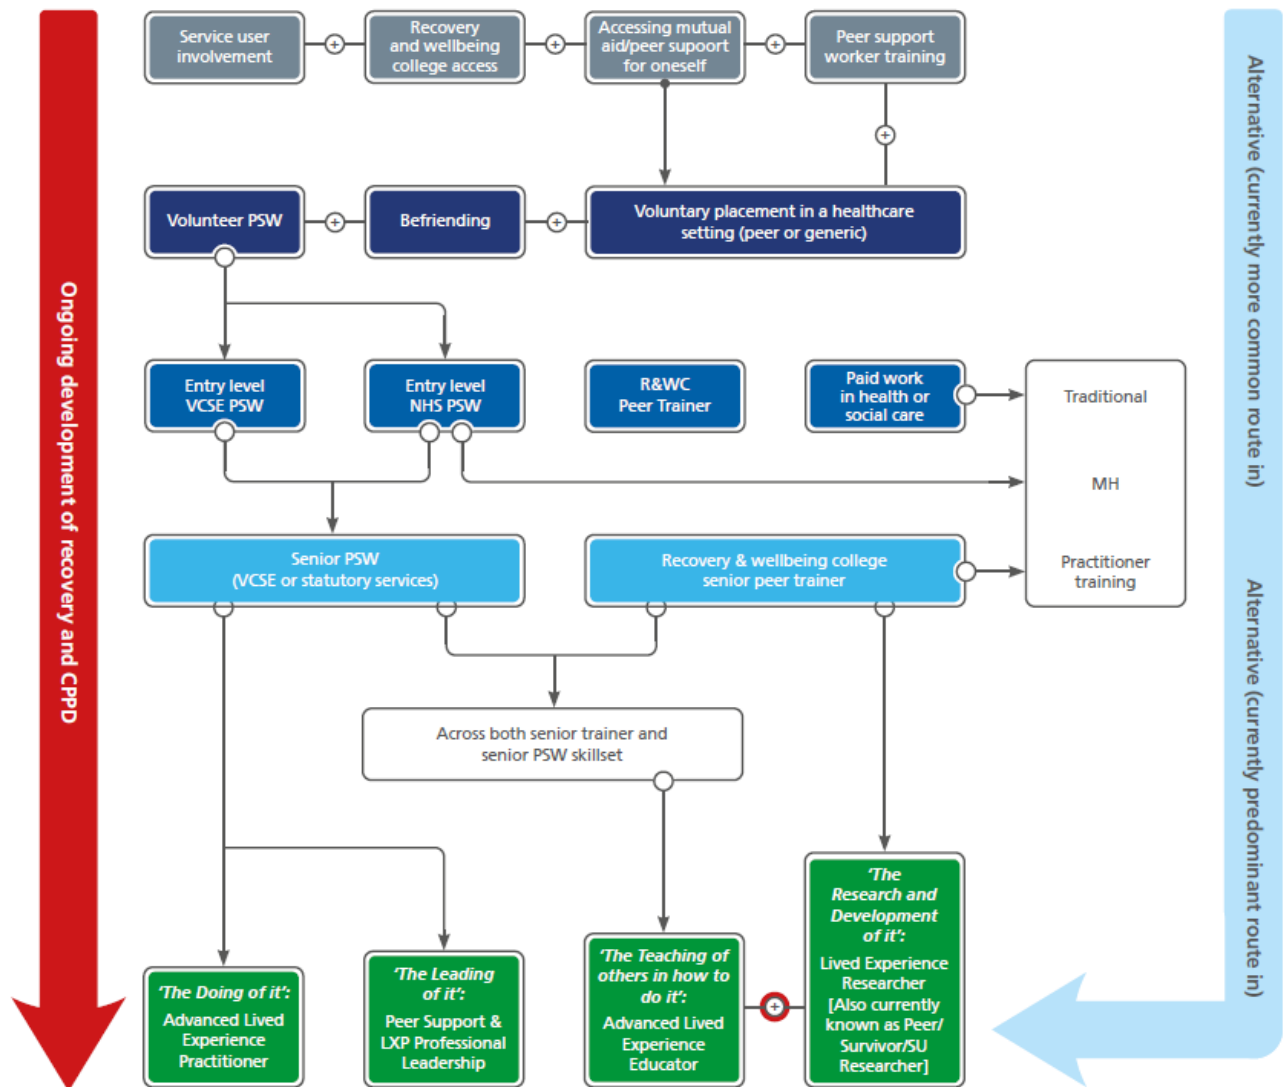 Service user
involvement
Recovery
and wellbeing
college access
Accessing mutual
aid/peer supoort
for oneself
Peer support
worker training
+
+
+
+
Volunteer PSW
+
Befriending
+
Voluntary placement in a healthcare
setting (peer or generic)
Entry level
VCSE PSW
Entry level
NHS PSW
R&WC
Peer Trainer
Paid work
in health or
social care
Traditional
MH
Practitioner
training
Senior PSW
(VCSE or statutory services)
Recovery & wellbeing college
senior peer trainer
Across both senior trainer and
senior PSW skillset
'The Doing of it':
Advanced Lived
Experience
Practitioner
'The Leading
of it':
Peer Support &
LXP Professional
Leadership
'The Teaching of
others in how to
do it':
Advanced Lived
Experience
Educator
+
'The
Research and
Development
of it':
Lived Experience
Researcher
[Also currently
known as Peer/
Survivor/SU
Researcher]
Ongoing development of recovery and CPPD
Alternative (currently more common route in)
Alternative (currently predominant route in)